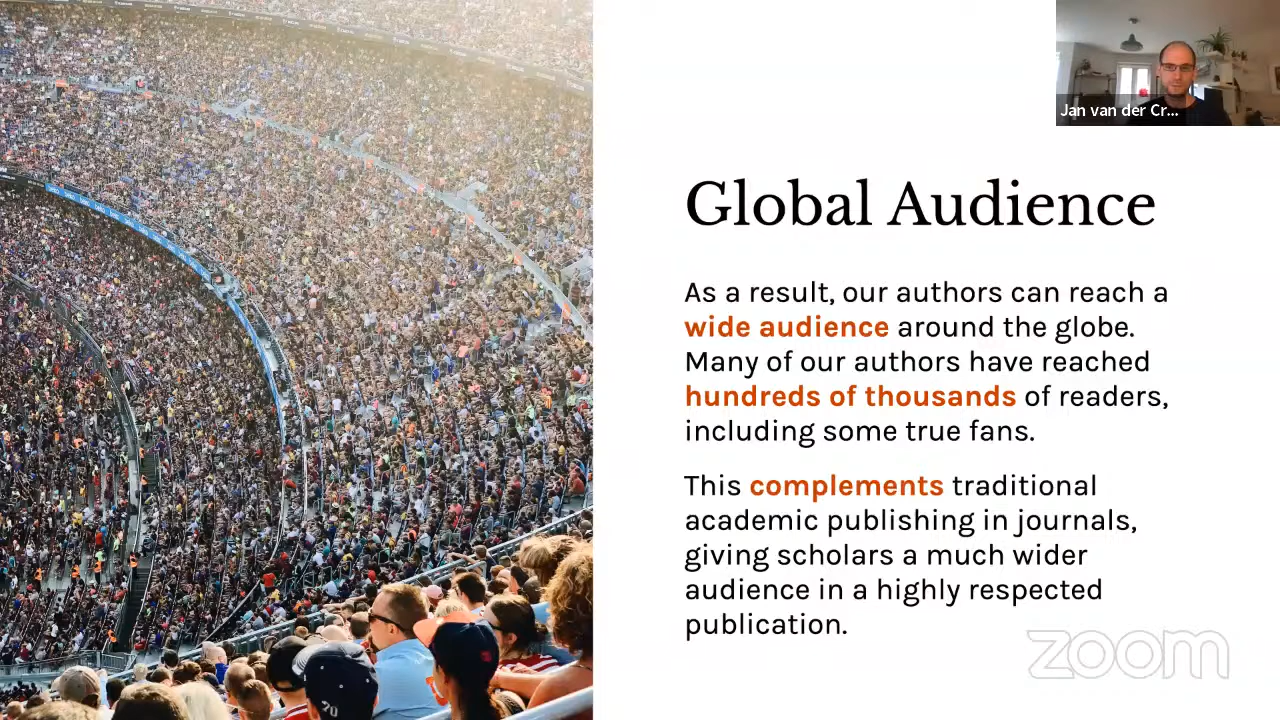 Jan van der Cr...
Global Audience
As a result, our authors can reach a
wide audience around the globe.
Many of our authors have reached
hundreds of thousands of readers,
including some true fans.
This complements traditional
academic publishing in journals,
giving scholars a much wider
audience in a highly respected
publication.
zoom